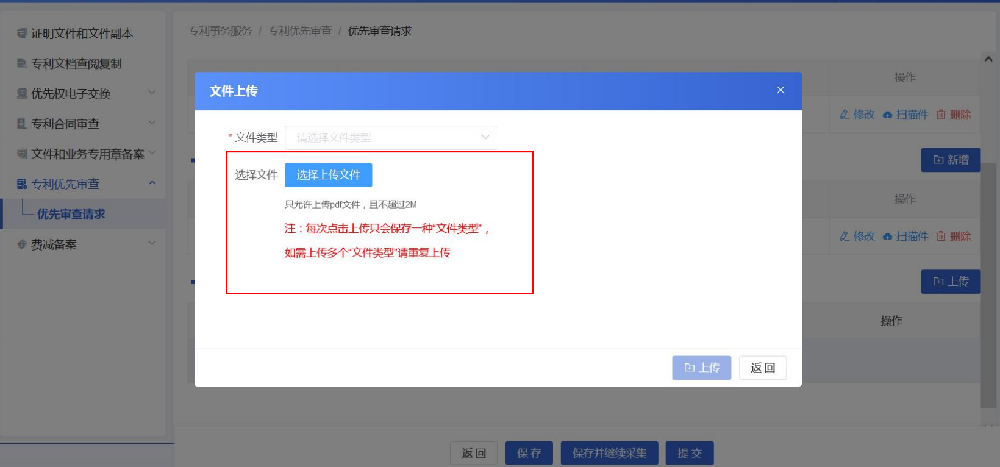 证明文件和文件副本
专利文档查阅复制
优先权电子交换
专利合同审查
文件和业务专用章备案
专利优先审查
优先审查请求
费减备案
专利事务服务 / 专利优先审查 / 优先审查请求
操作
修改 扫描件 删除
新增
操作
修改 扫描件 删除
上传
操作
文件上传
* 文件类型 请选择文件类型
选择文件 选择上传文件
只允许上传pdf文件，且不超过2M
注：每次点击上传只会保存一种“文件类型”，
如需上传多个“文件类型”请重复上传
上传 返回
返回 保存 保存并继续采集 提交